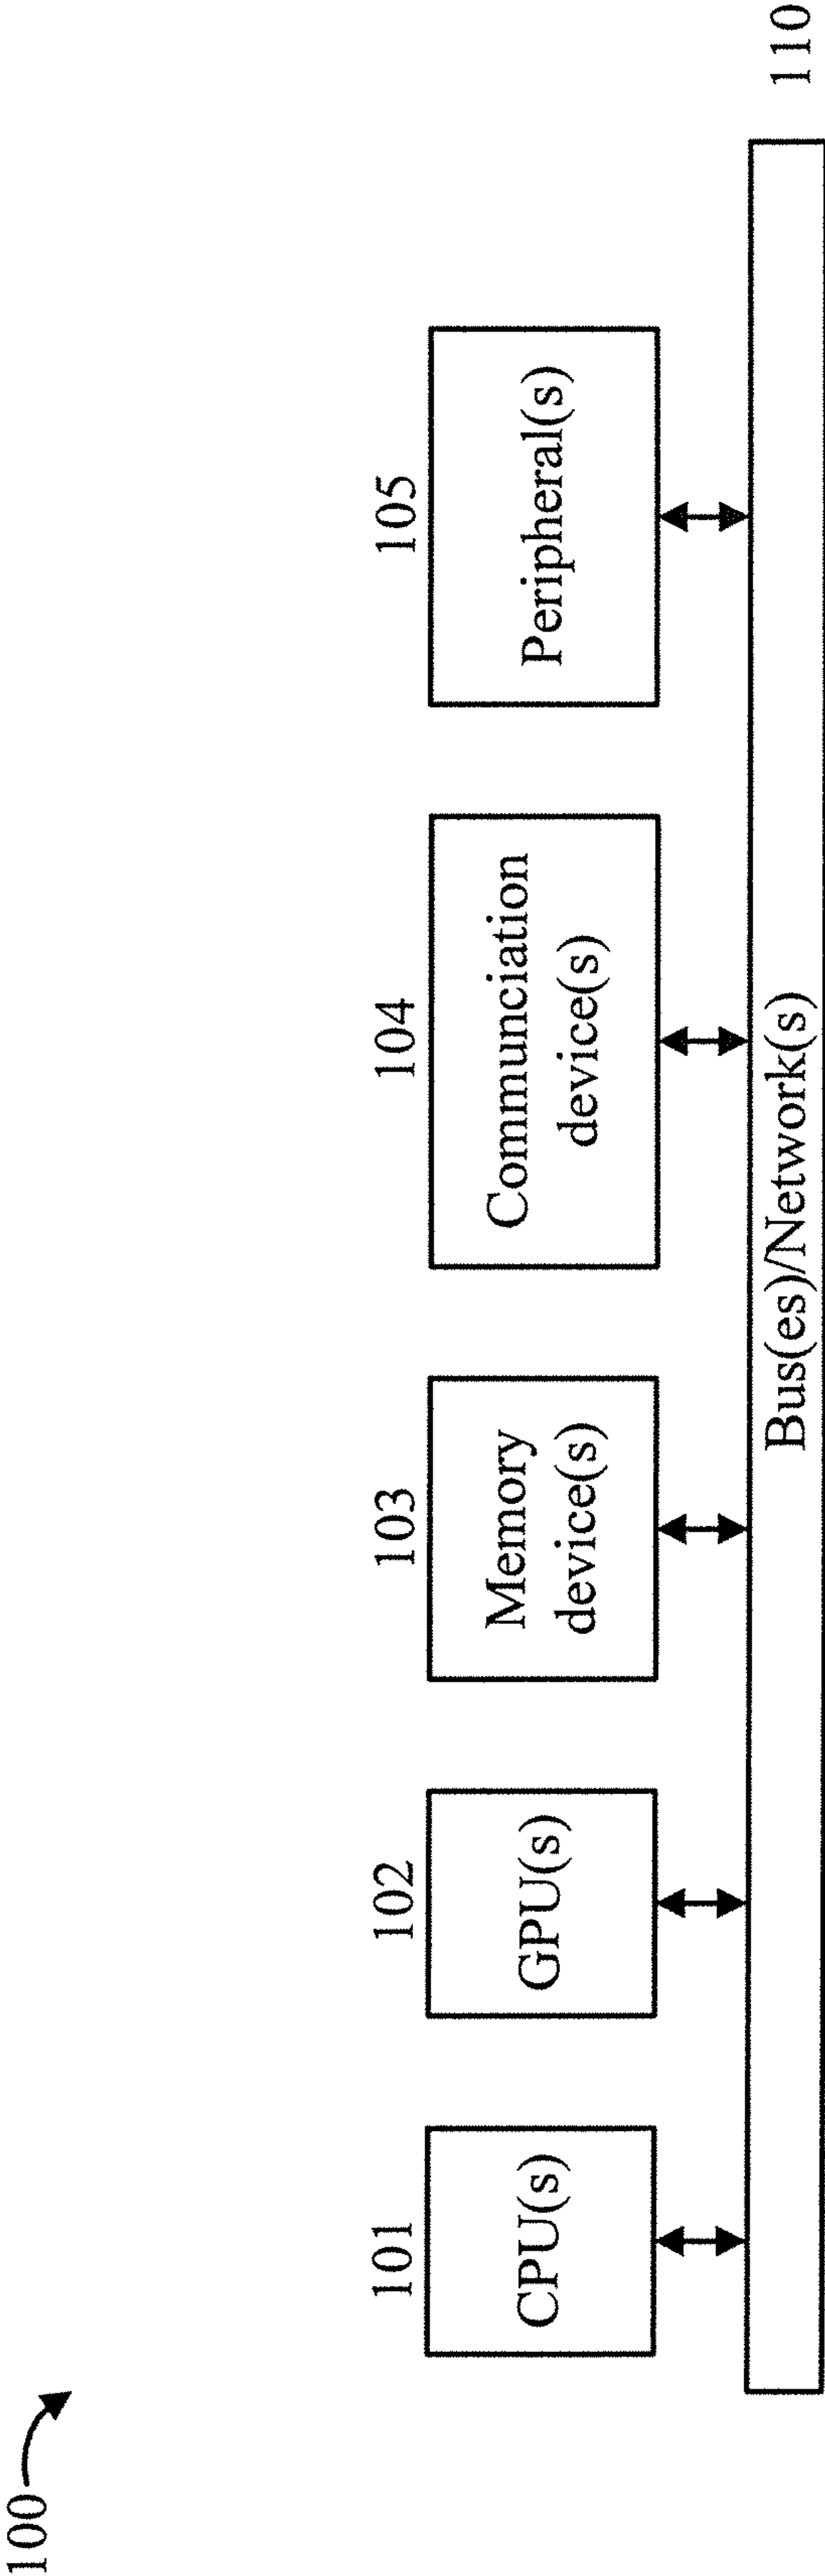 100
101
CPU(s)
102
GPU(s)
103
Memory
device(s)
104
Communciation
device(s)
105
Peripheral(s)
Bus(es)/Network(s)
110